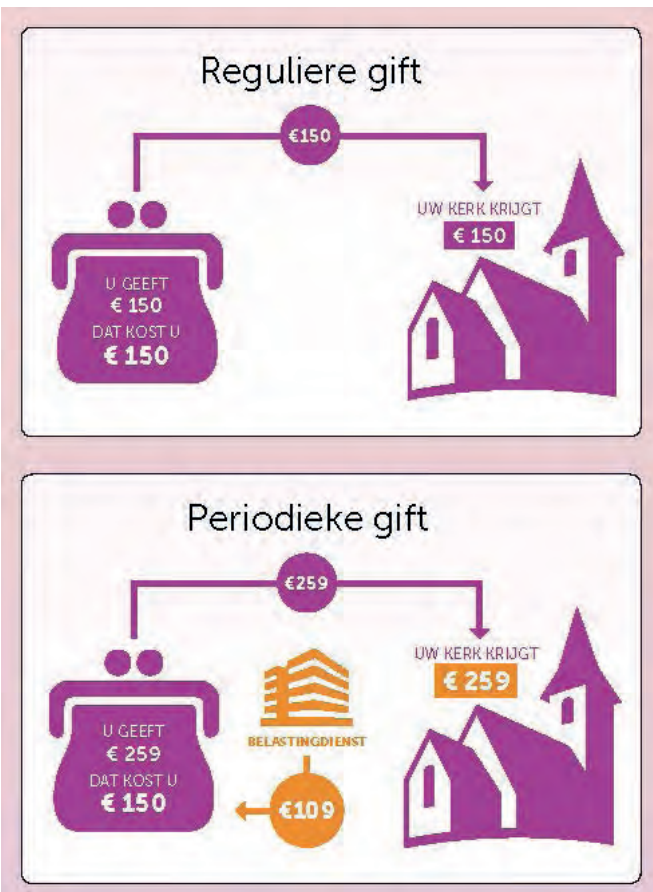 Reguliere gift
€150
UW KERK KRIJGT
€ 150
U GEEFT
€ 150
DAT KOST U
€ 150
Periodieke gift
€259
UW KERK KRIJGT
€ 259
BELASTINGDIENST
U GEEFT
€ 259
DAT KOST U
€ 150
€109